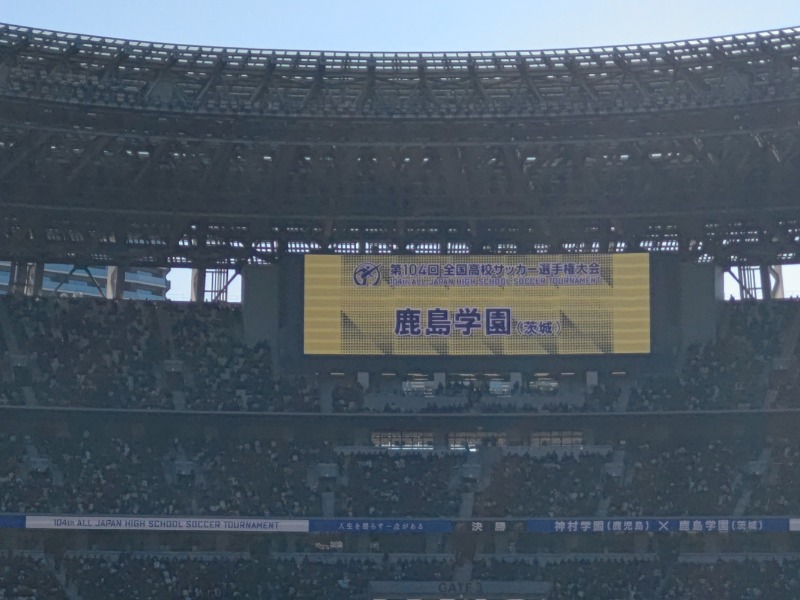 第104回 全国高校サッカー選手権大会
104th ALL JAPAN HIGH SCHOOL SOCCER TOURNAMENT
鹿島学園(茨城)
104th ALL JAPAN HIGH SCHOOL SOCCER TOURNAMENT 人生を懸らす一点がある 決勝 神村学園(鹿児島) × 鹿島学園(茨城)
GATE